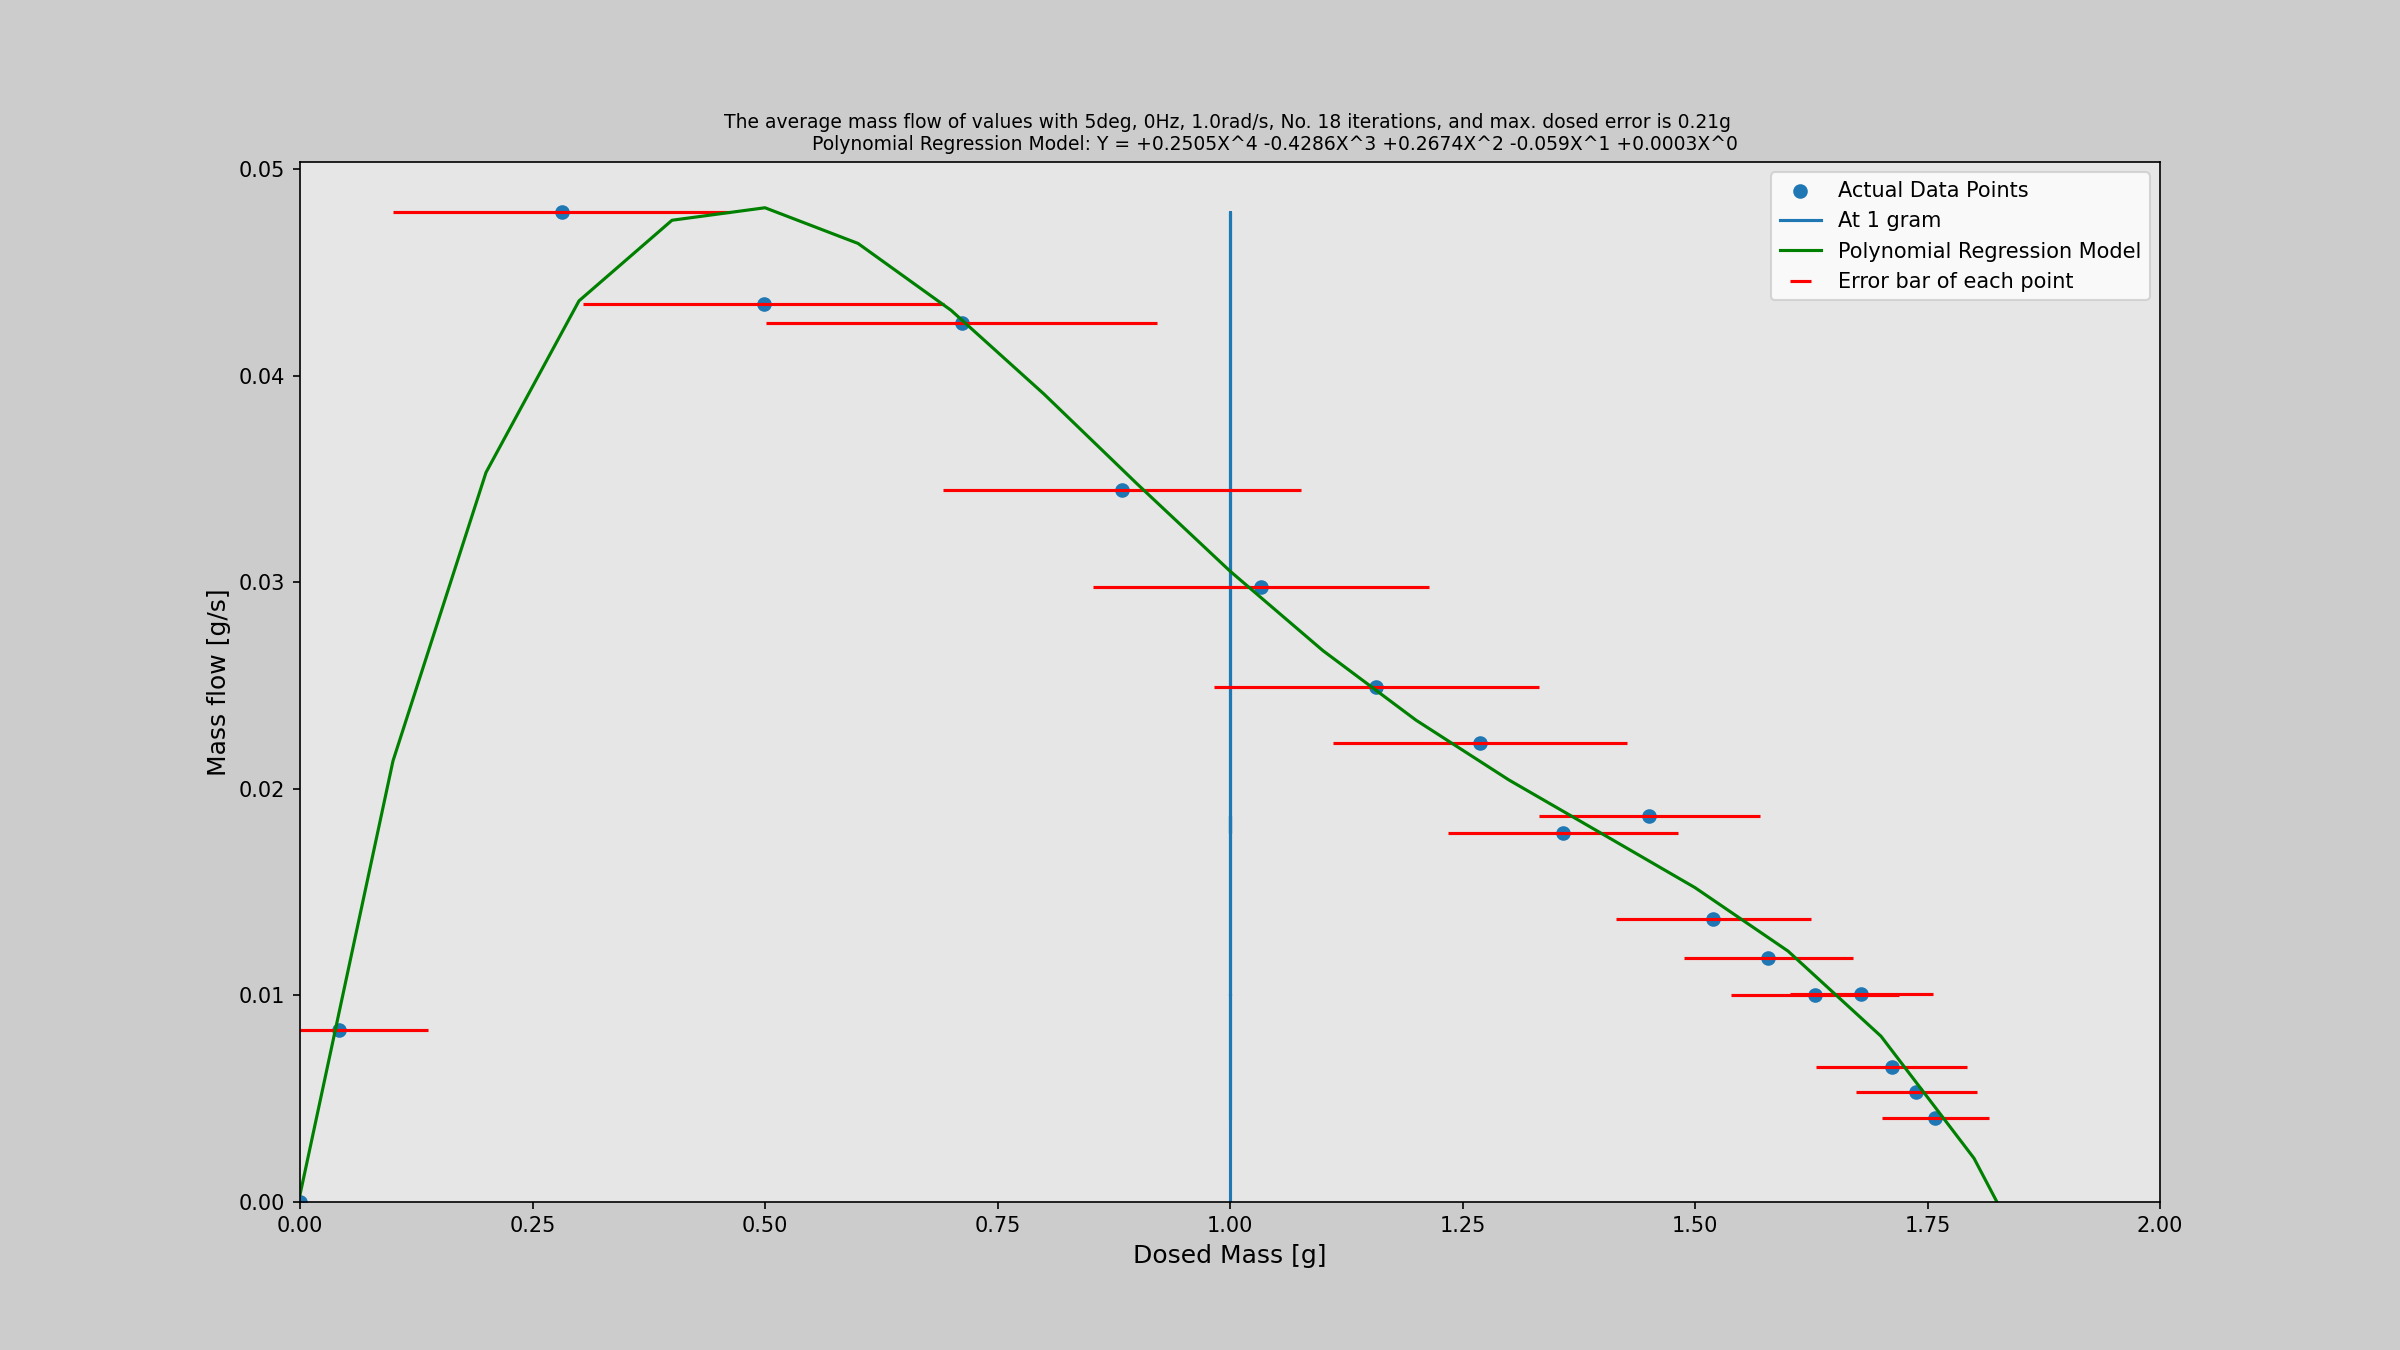 The average mass flow of values with 5deg, 0Hz, 1.0rad/s, No. 18 iterations, and max. dosed error is 0.21g
Polynomial Regression Model: Y = +0.2505X^4 -0.4286X^3 +0.2674X^2 -0.059X^1 +0.0003X^0
Actual Data Points
At 1 gram
Polynomial Regression Model
Error bar of each point
Mass flow [g/s]
0.05
0.04
0.03
0.02
0.01
0.00
0.00 0.25 0.50 0.75 1.00 1.25 1.50 1.75 2.00
Dosed Mass [g]